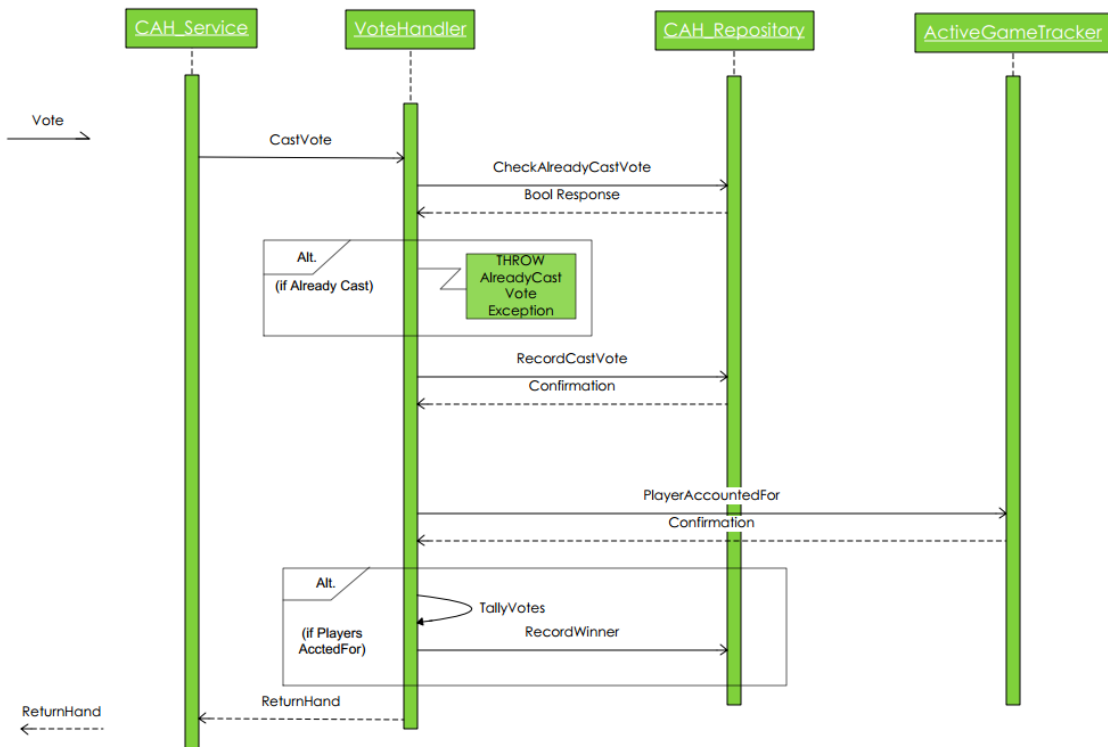 CAH_Service
VoteHandler
CAH_Repository
ActiveGameTracker
Vote
CastVote
CheckAlreadyCastVote
Bool Response
Alt.
(if Already Cast)
THROW
AlreadyCast
Vote
Exception
RecordCastVote
Confirmation
PlayerAccountedFor
Confirmation
Alt.
(if Players
AcctedFor)
TallyVotes
RecordWinner
ReturnHand
ReturnHand